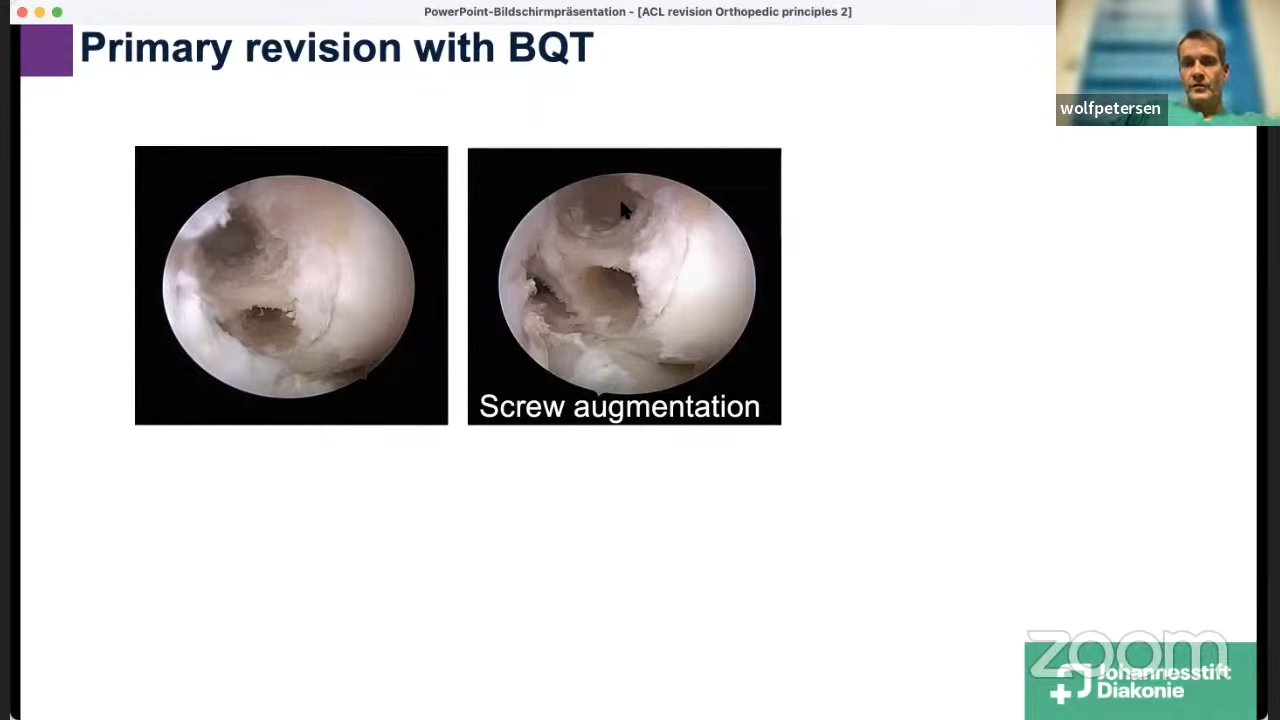 PowerPoint-Bildschirmpräsentation - [ACL revision Orthopedic principles 2]
Primary revision with BQT
wolfpetersen
Screw augmentation
zoom
Johannesstift
Diakonie